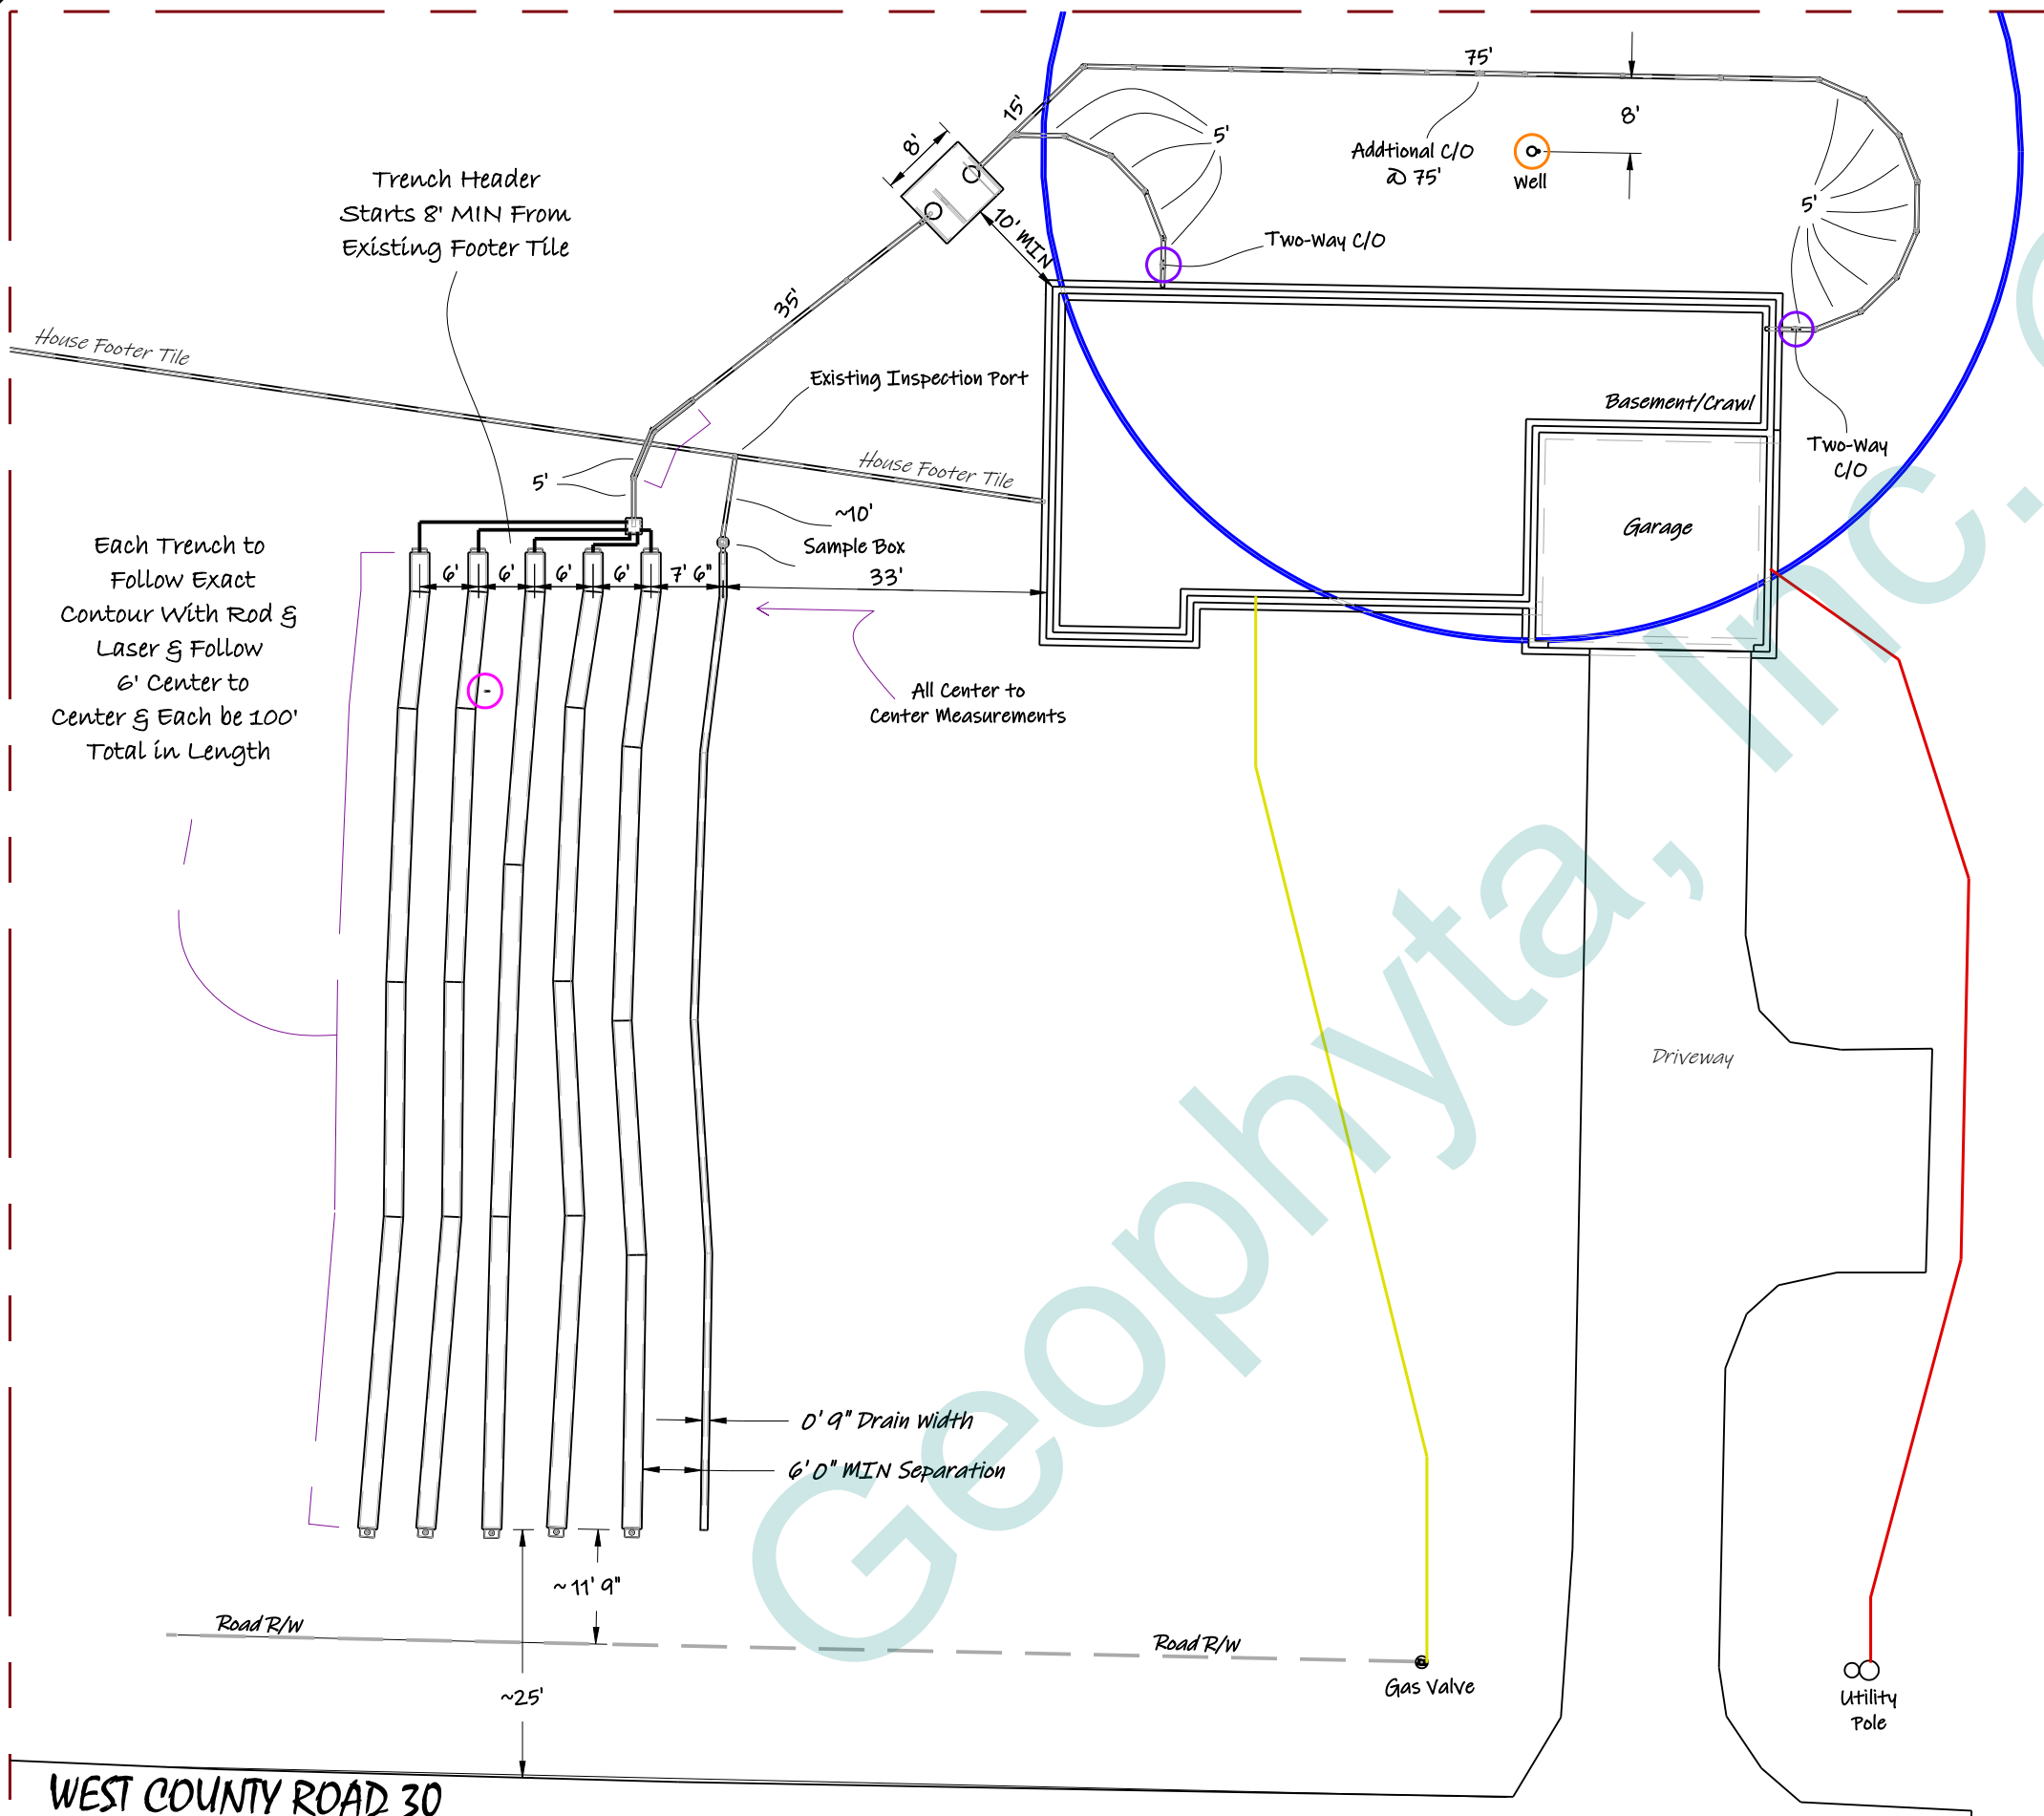 75'
15'
8'
8'
5'
Addtional C/O
@ 75'
Well
Trench Header
Starts 8' MIN From
Existing Footer Tile
5'
10' MIN
Two-Way C/O
35'
House Footer Tile
Existing Inspection Port
Basement/Crawl
Two-Way
C/O
House Footer Tile
5'
~10'
Sample Box
Garage
Each Trench to
Follow Exact
Contour With Rod &
Laser & Follow
6' Center to
Center & Each be 100'
Total in Length
6'
6'
6'
6'
7' 6"
33'
-
All Center to
Center Measurements
Driveway
0' 9" Drain Width
6' 0" MIN Separation
~ 11' 9"
Road R/W
Road R/W
Gas Valve
~25'
Utility
Pole
WEST COUNTY ROAD 30
Geophyta, Inc.